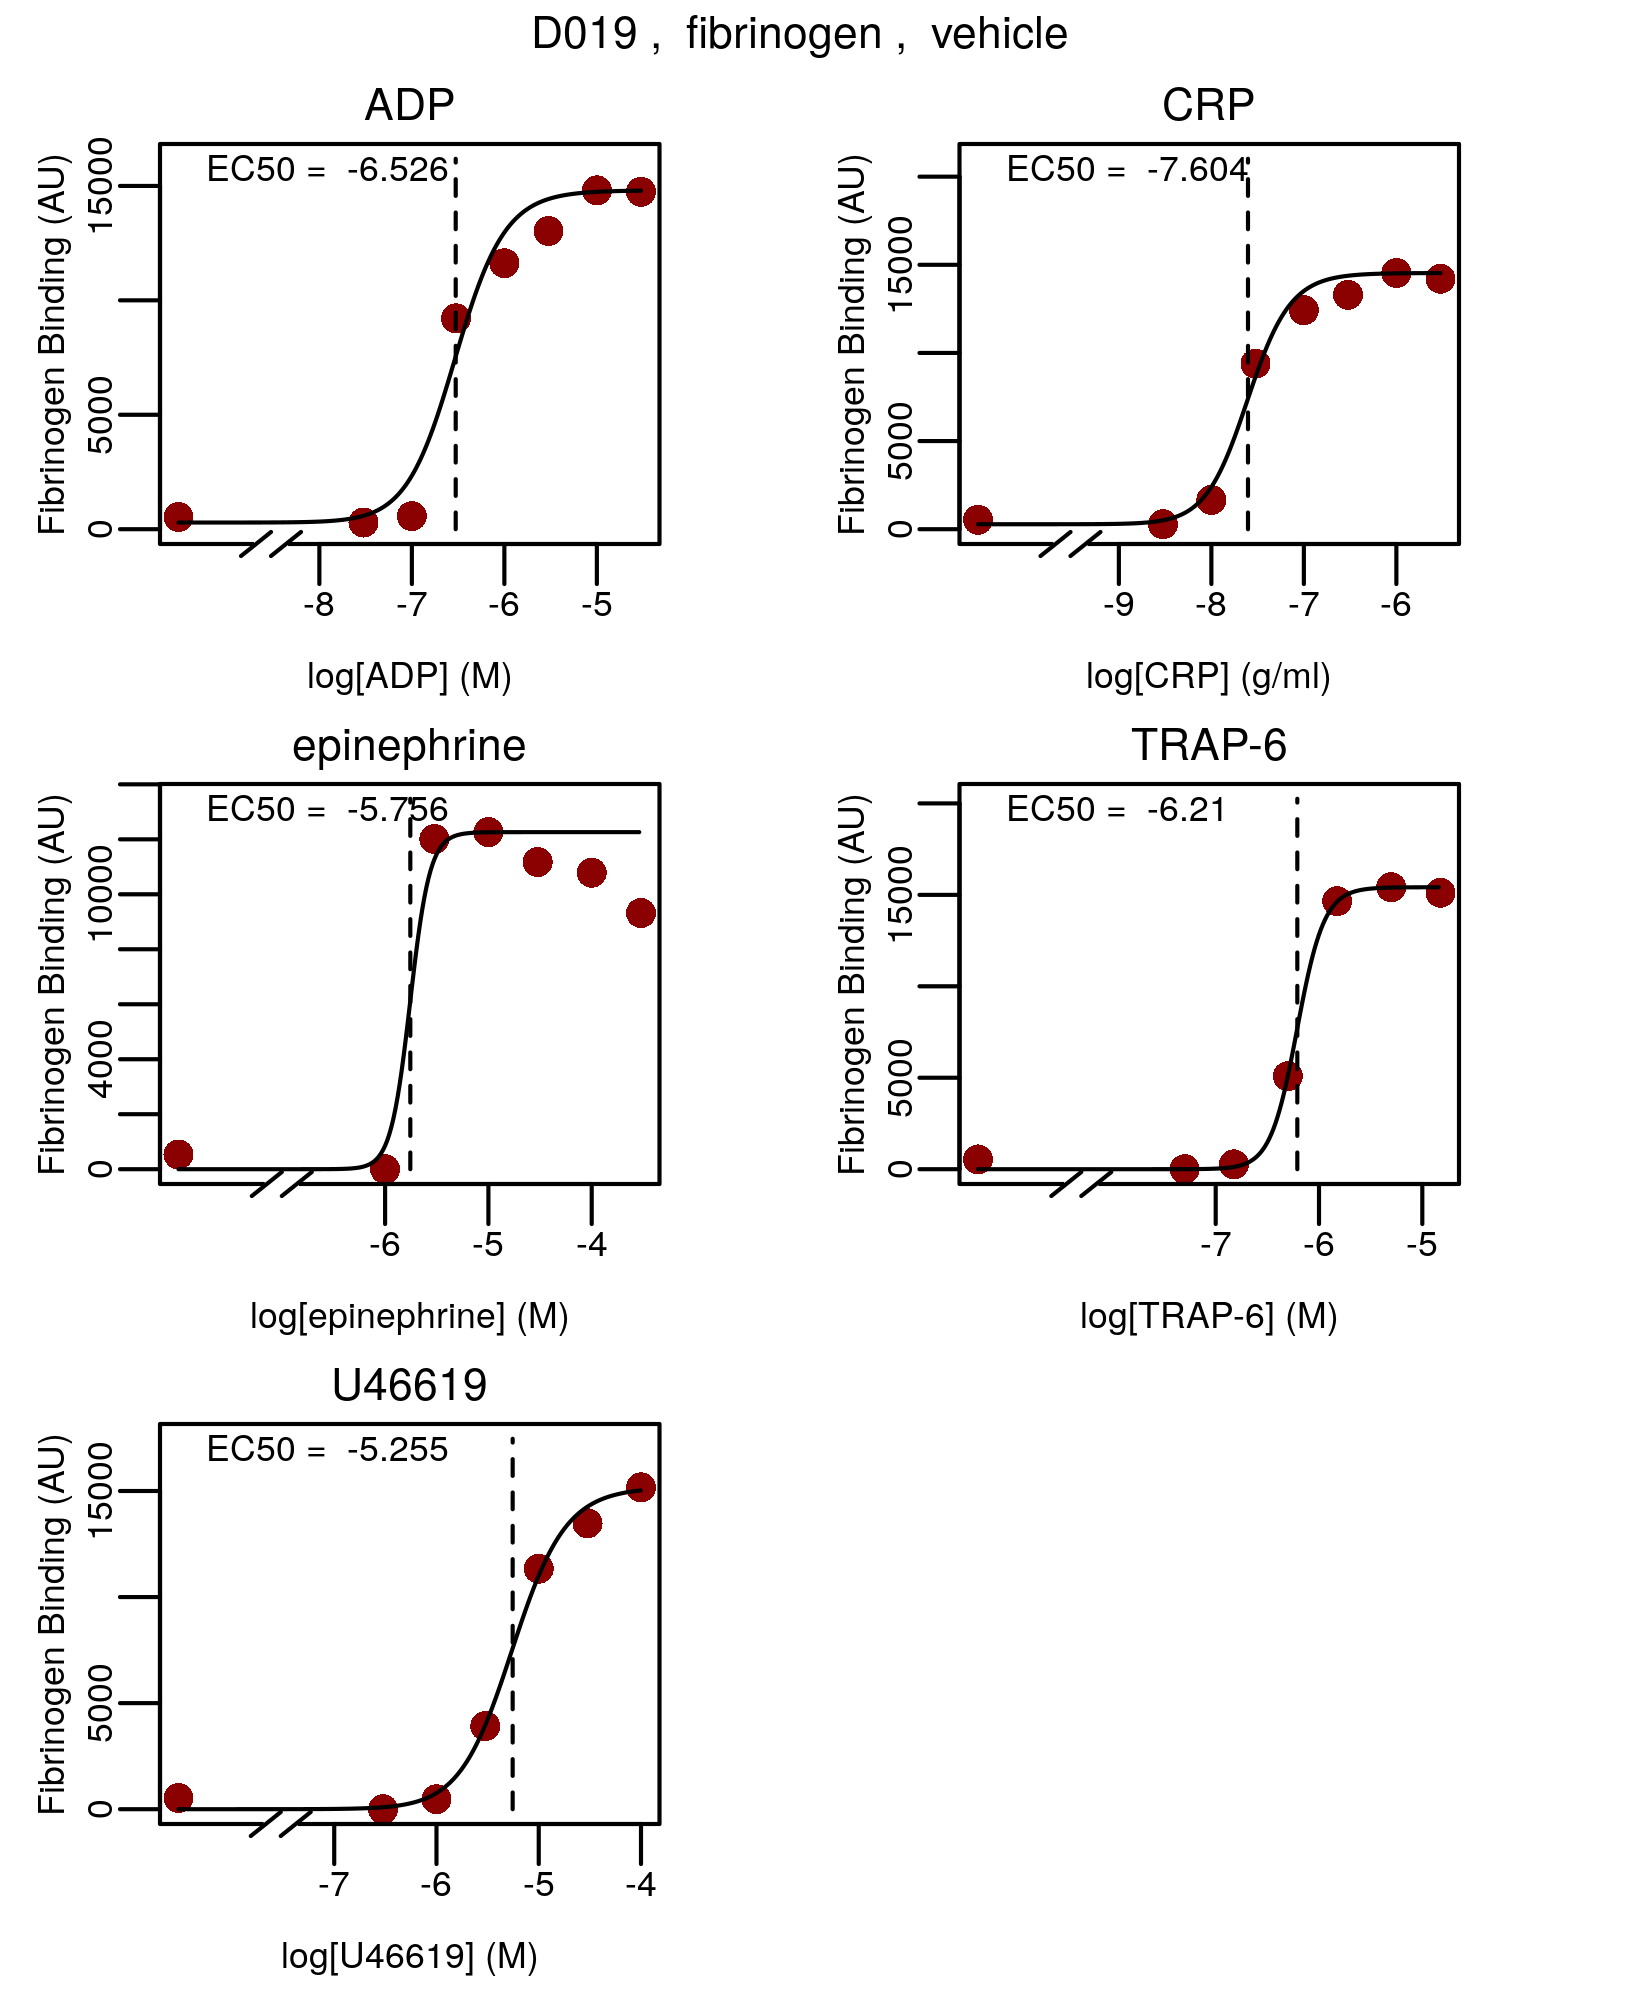 D019 ,  fibrinogen ,  vehicle
ADP
EC50 =  -6.526
Fibrinogen Binding (AU)
0
5000
15000
-8 -7 -6 -5
log[ADP] (M)
CRP
EC50 =  -7.604
Fibrinogen Binding (AU)
0
5000
15000
-9 -8 -7 -6
log[CRP] (g/ml)
epinephrine
EC50 =  -5.756
Fibrinogen Binding (AU)
0
4000
10000
-6 -5 -4
log[epinephrine] (M)
TRAP-6
EC50 =  -6.21
Fibrinogen Binding (AU)
0
5000
15000
-7 -6 -5
log[TRAP-6] (M)
U46619
EC50 =  -5.255
Fibrinogen Binding (AU)
0
5000
15000
-7 -6 -5 -4
log[U46619] (M)